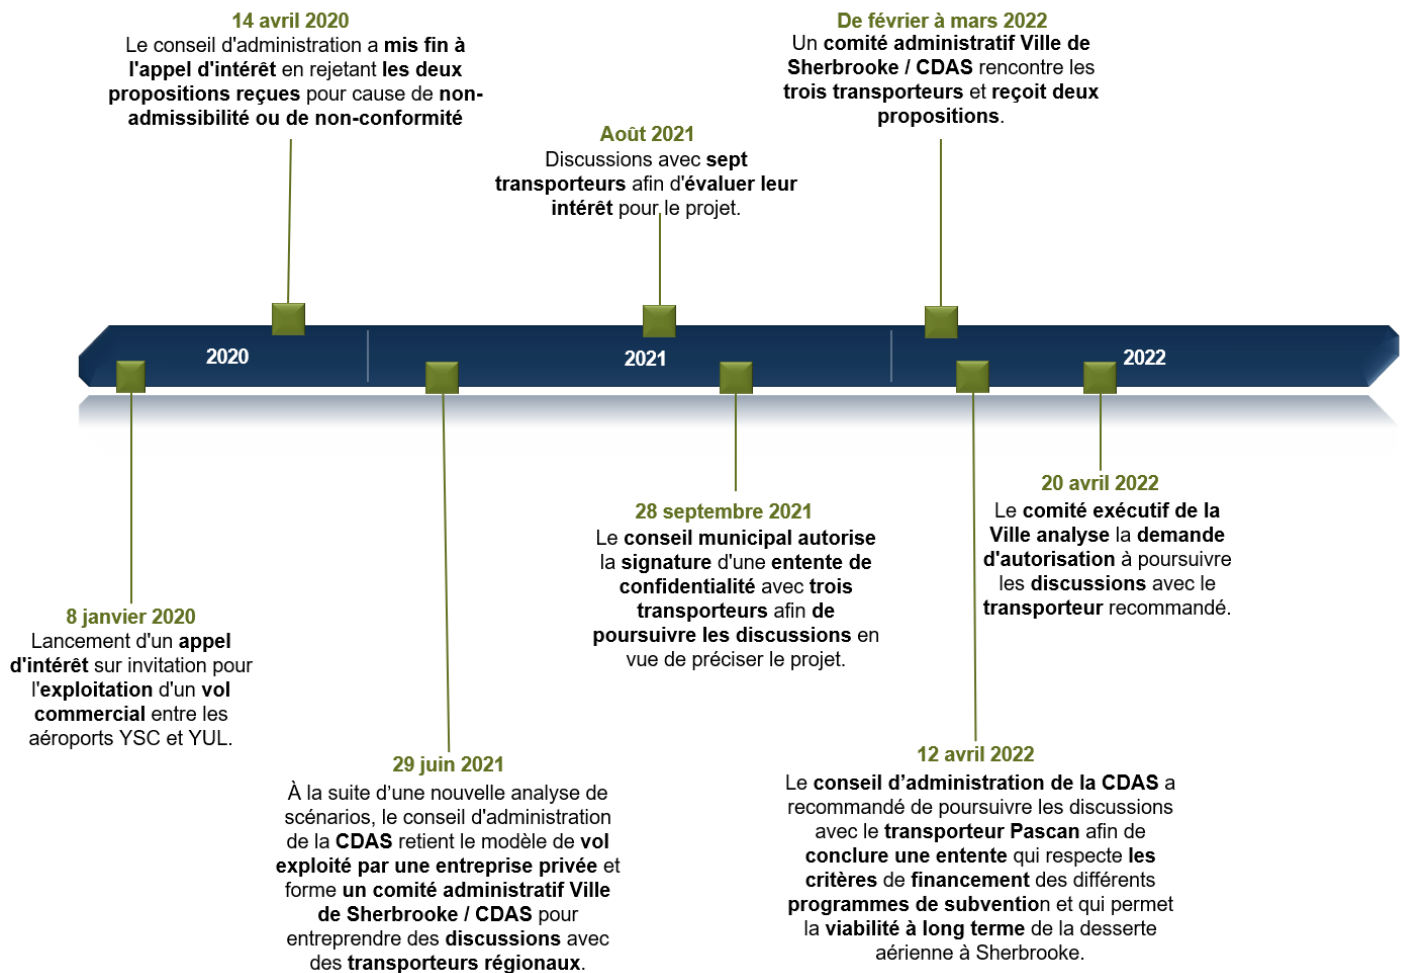 14 avril 2020
Le conseil d'administration a mis fin à
l'appel d'intérêt en rejetant les deux
propositions reçues pour cause de non-
admissibilité ou de non-conformité
Août 2021
Discussions avec sept
transporteurs afin d'évaluer leur
intérêt pour le projet.
De février à mars 2022
Un comité administratif Ville de
Sherbrooke / CDAS rencontre les
trois transporteurs et reçoit deux
propositions.
2020
2021
2022
8 janvier 2020
Lancement d'un appel
d'intérêt sur invitation pour
l'exploitation d'un vol
commercial entre les
aéroports YSC et YUL.
29 juin 2021
À la suite d’une nouvelle analyse de
scénarios, le conseil d'administration
de la CDAS retient le modèle de vol
exploité par une entreprise privée et
forme un comité administratif Ville
de Sherbrooke / CDAS pour
entreprendre des discussions avec
des transporteurs régionaux.
28 septembre 2021
Le conseil municipal autorise
la signature d'une entente de
confidentialité avec trois
transporteurs afin de
poursuivre les discussions en
vue de préciser le projet.
12 avril 2022
Le conseil d’administration de la CDAS a
recommandé de poursuivre les discussions
avec le transporteur Pascan afin de
conclure une entente qui respecte les
critères de financement des différents
programmes de subvention et qui permet
la viabilité à long terme de la desserte
aérienne à Sherbrooke.
20 avril 2022
Le comité exécutif de la
Ville analyse la demande
d'autorisation à poursuivre
les discussions avec le
transporteur recommandé.